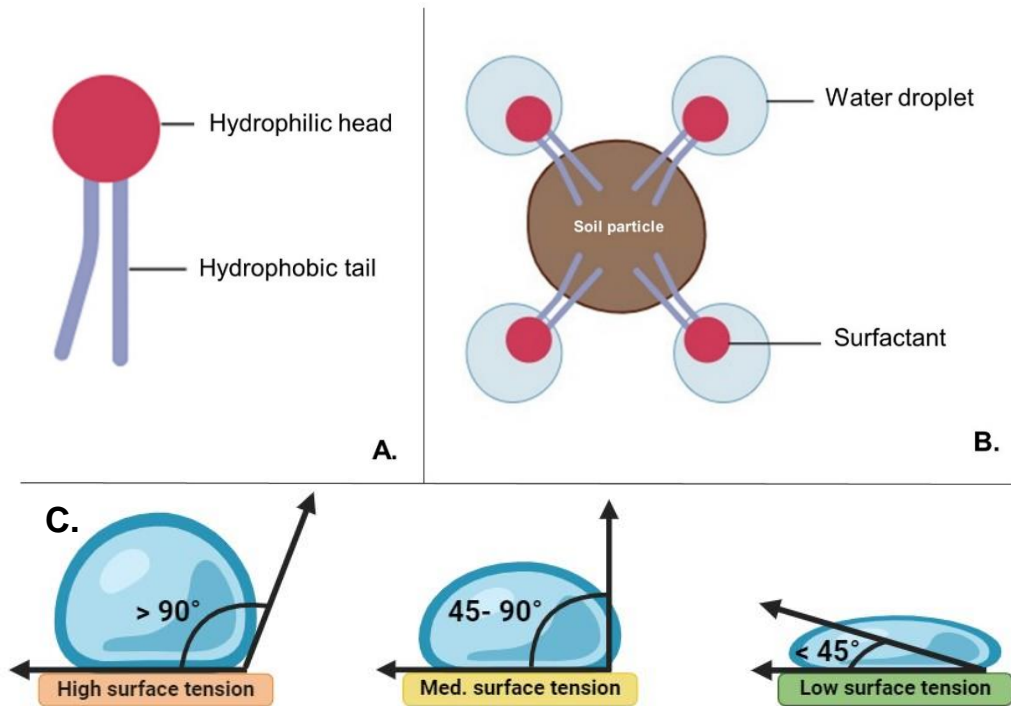 Hydrophilic head
Hydrophobic tail
A.
Water droplet
Soil particle
Surfactant
B.
C.
> 90°
High surface tension
45- 90°
Med. surface tension
< 45°
Low surface tension